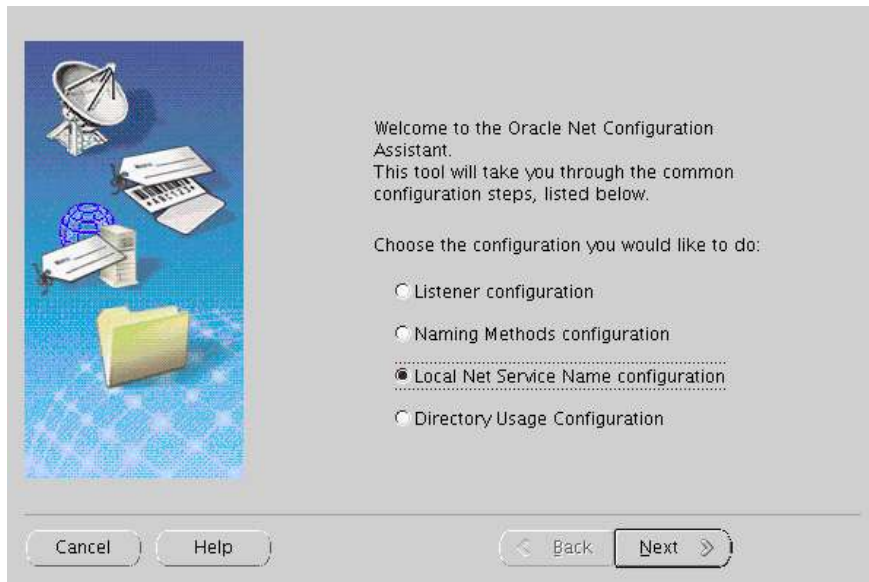 Welcome to the Oracle Net Configuration
Assistant.
This tool will take you through the common
configuration steps, listed below.
Choose the configuration you would like to do:
Listener configuration
Naming Methods configuration
Local Net Service Name configuration
Directory Usage Configuration
Cancel
Help
Back
Next